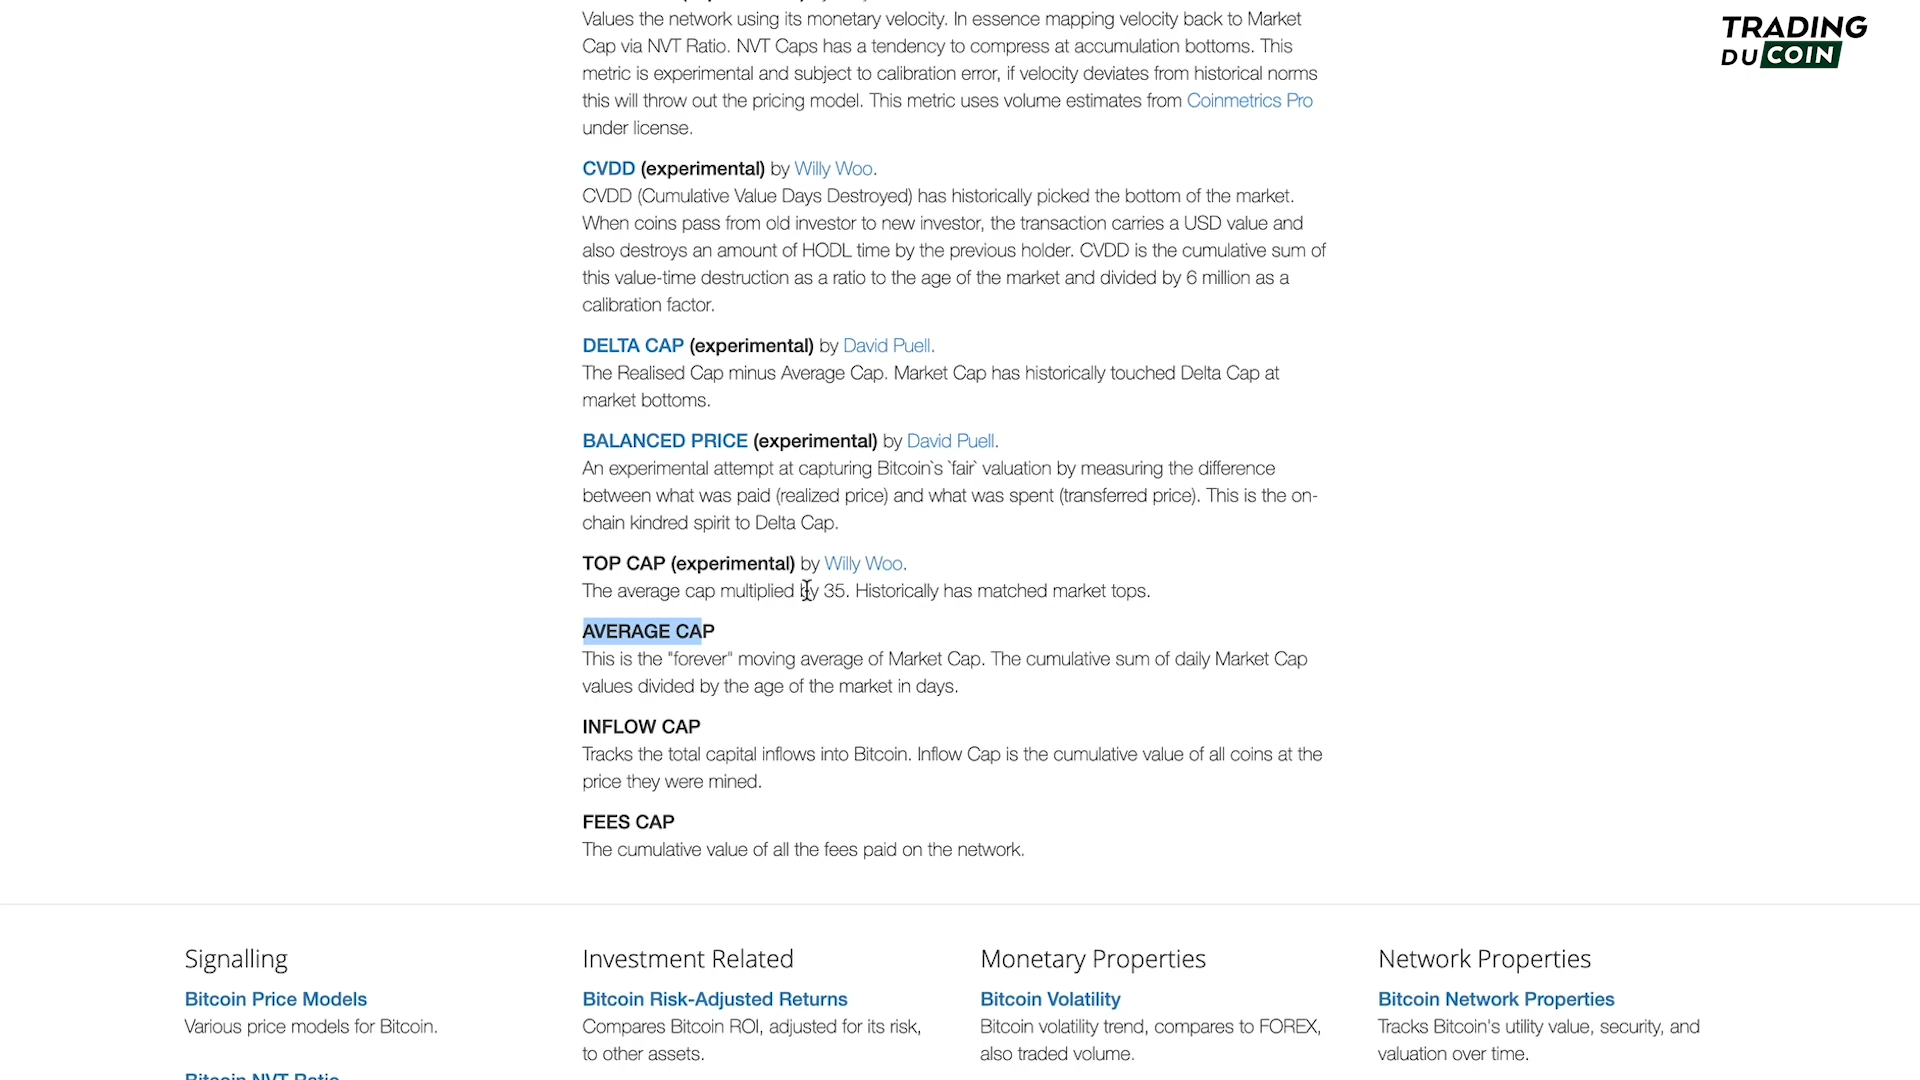 TRADING
DU COIN
Values the network using its monetary velocity. In essence mapping velocity back to Market
Cap via NVT Ratio. NVT Caps has a tendency to compress at accumulation bottoms. This
metric is experimental and subject to calibration error, if velocity deviates from historical norms
this will throw out the pricing model. This metric uses volume estimates from Coinmetrics Pro
under license.
CVDD (experimental) by Willy Woo.
CVDD (Cumulative Value Days Destroyed) has historically picked the bottom of the market.
When coins pass from old investor to new investor, the transaction carries a USD value and
also destroys an amount of HODL time by the previous holder. CVDD is the cumulative sum of
this value-time destruction as a ratio to the age of the market and divided by 6 million as a
calibration factor.
DELTA CAP (experimental) by David Puell.
The Realised Cap minus Average Cap. Market Cap has historically touched Delta Cap at
market bottoms.
BALANCED PRICE (experimental) by David Puell.
An experimental attempt at capturing Bitcoin`s `fair` valuation by measuring the difference
between what was paid (realized price) and what was spent (transferred price). This is the on-
chain kindred spirit to Delta Cap.
TOP CAP (experimental) by Willy Woo.
The average cap multiplied by 35. Historically has matched market tops.
AVERAGE CAP
This is the "forever" moving average of Market Cap. The cumulative sum of daily Market Cap
values divided by the age of the market in days.
INFLOW CAP
Tracks the total capital inflows into Bitcoin. Inflow Cap is the cumulative value of all coins at the
price they were mined.
FEES CAP
The cumulative value of all the fees paid on the network.
Signalling
Bitcoin Price Models
Various price models for Bitcoin.
Bitcoin NVT Ratio
Investment Related
Bitcoin Risk-Adjusted Returns
Compares Bitcoin ROI, adjusted for its risk,
to other assets.
Monetary Properties
Bitcoin Volatility
Bitcoin volatility trend, compares to FOREX,
also traded volume.
Network Properties
Bitcoin Network Properties
Tracks Bitcoin's utility value, security, and
valuation over time.